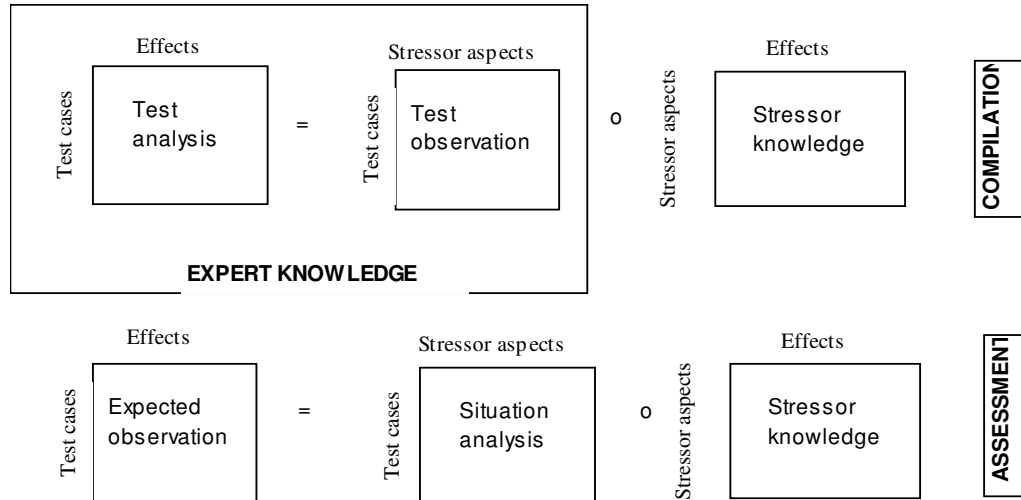 Effects
Stressor aspects
Effects
Test cases
Test analysis
=
Test cases
Test observation
o
Stressor aspects
Stressor knowledge
COMPILATION
EXPERT KNOWLEDGE
Effects
Stressor aspects
Effects
Test cases
Expected observation
=
Test cases
Situation analysis
o
Stressor aspects
Stressor knowledge
ASSESSMENT